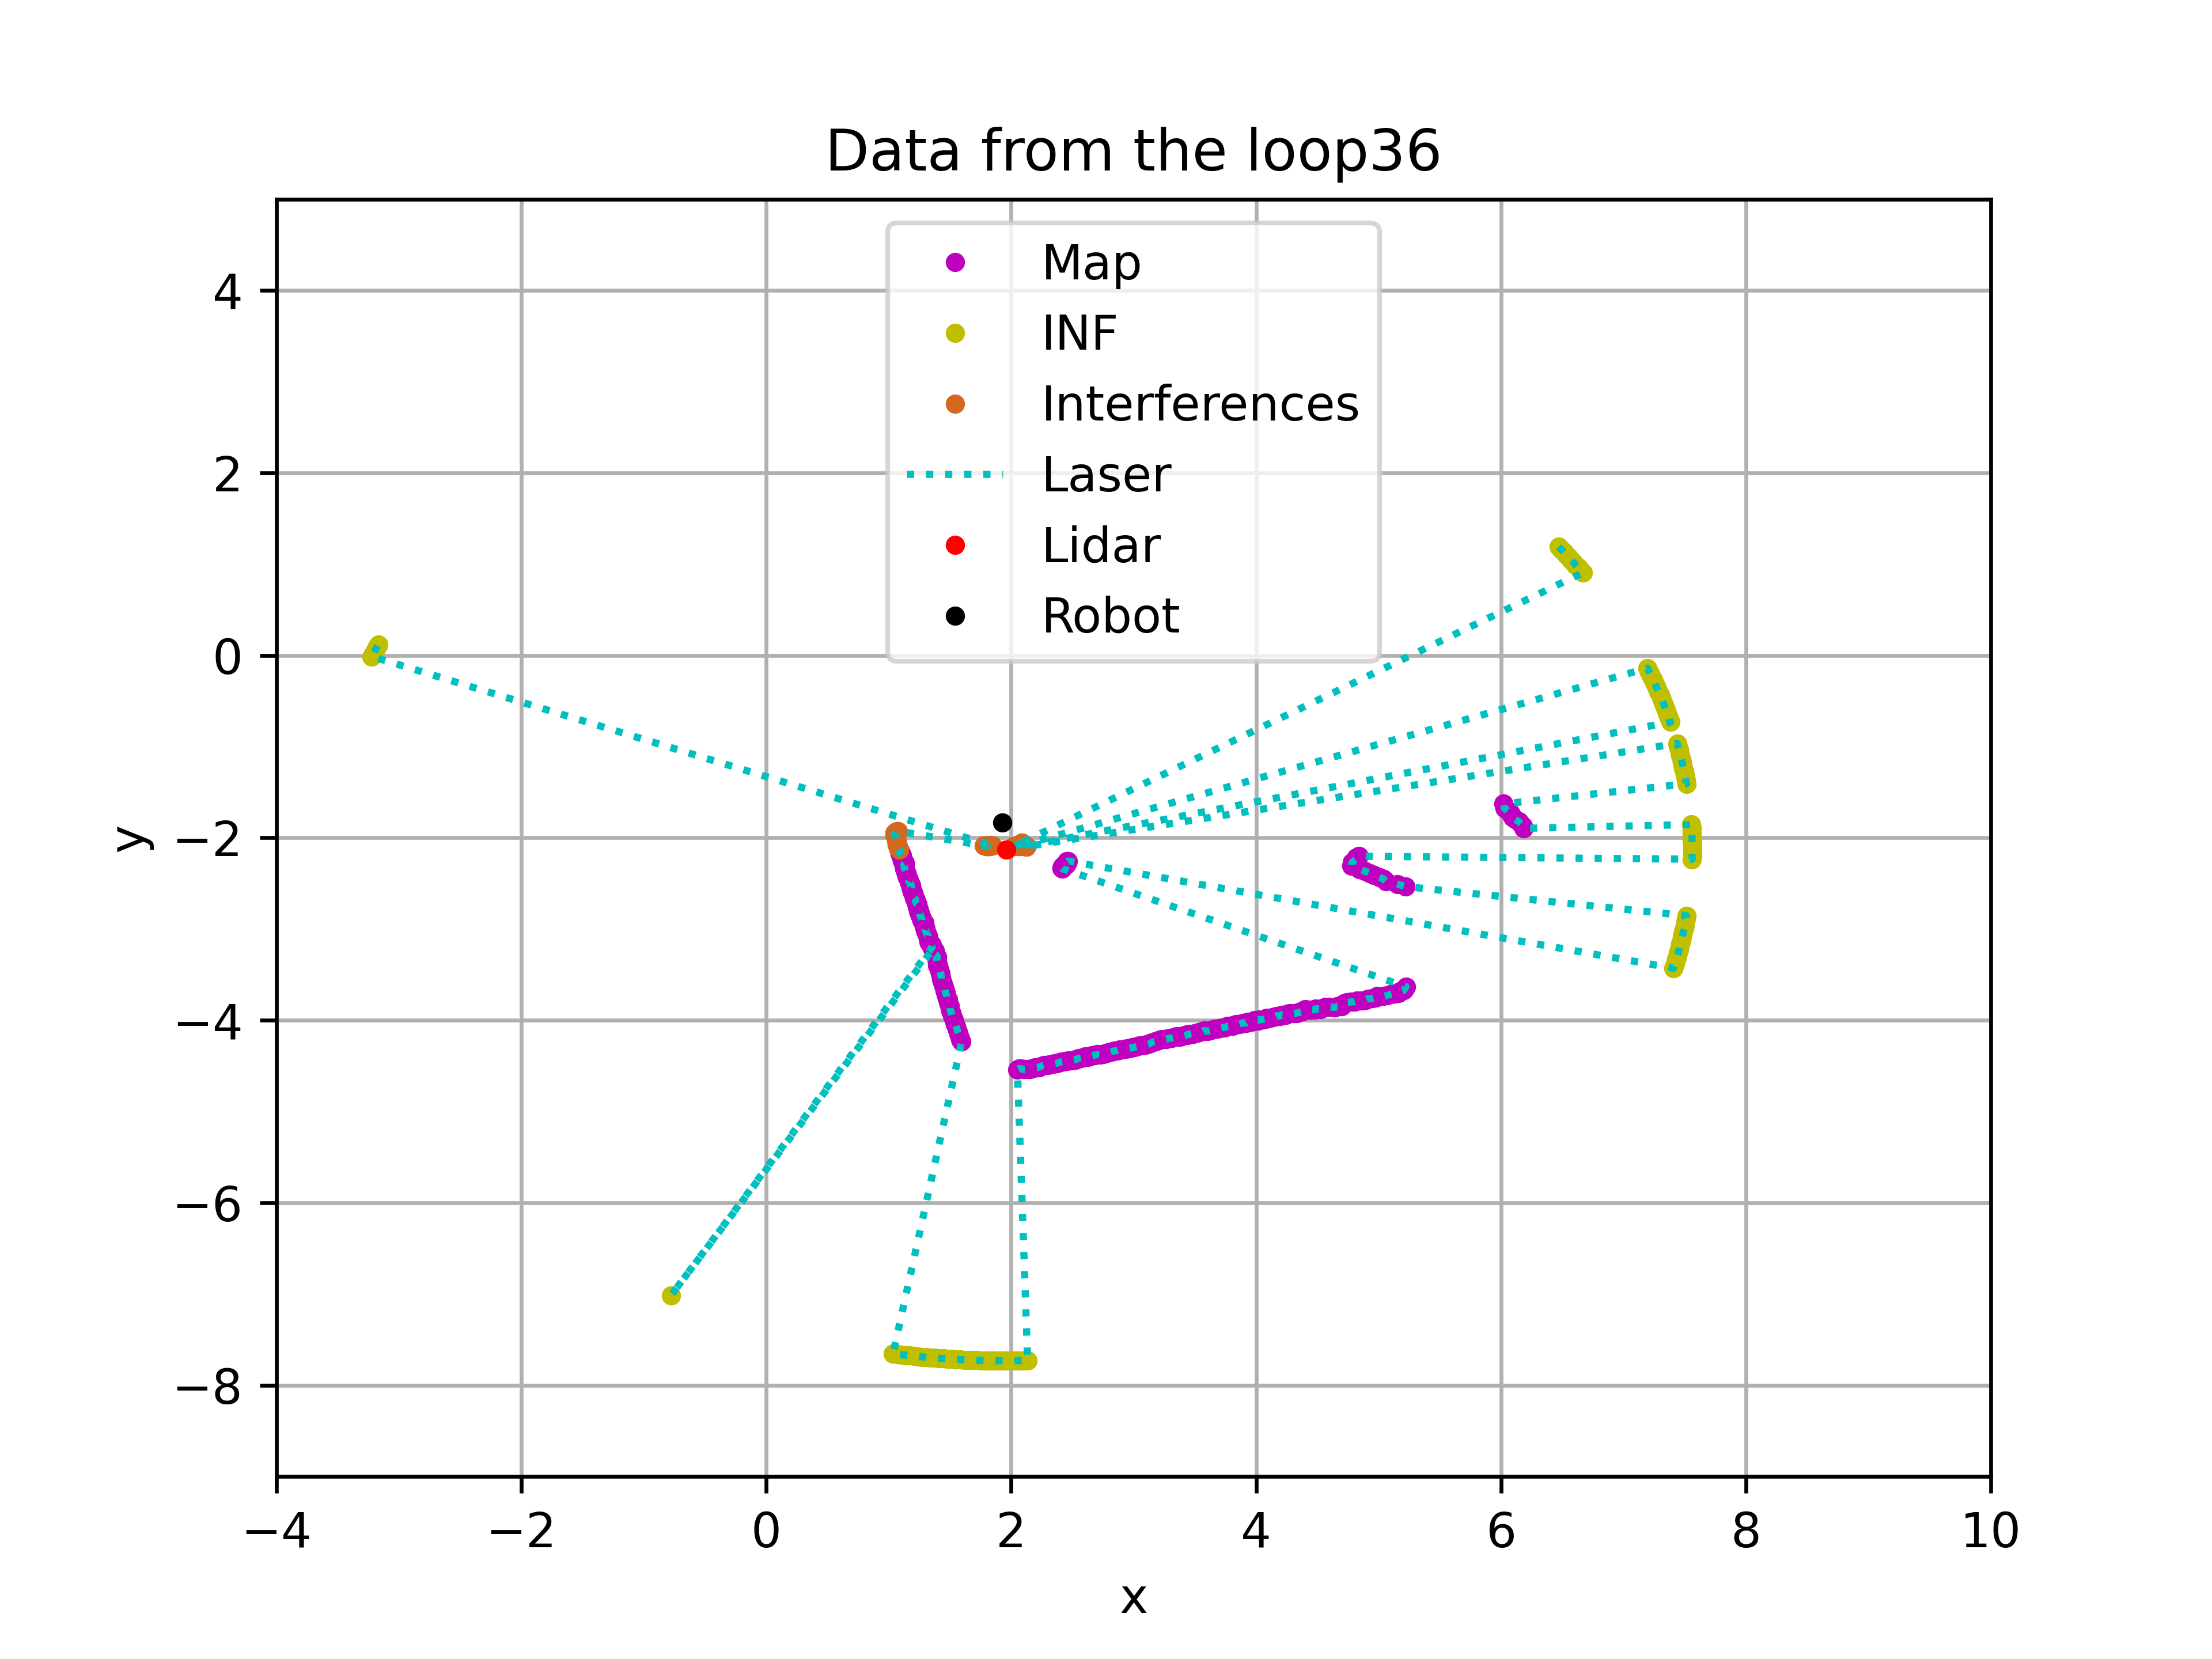 Data from the loop36
Map
INF
Interferences
Laser
Lidar
Robot
4
2
0
−2
−4
−6
−8
y
−4 −2 0 2 4 6 8 10
x